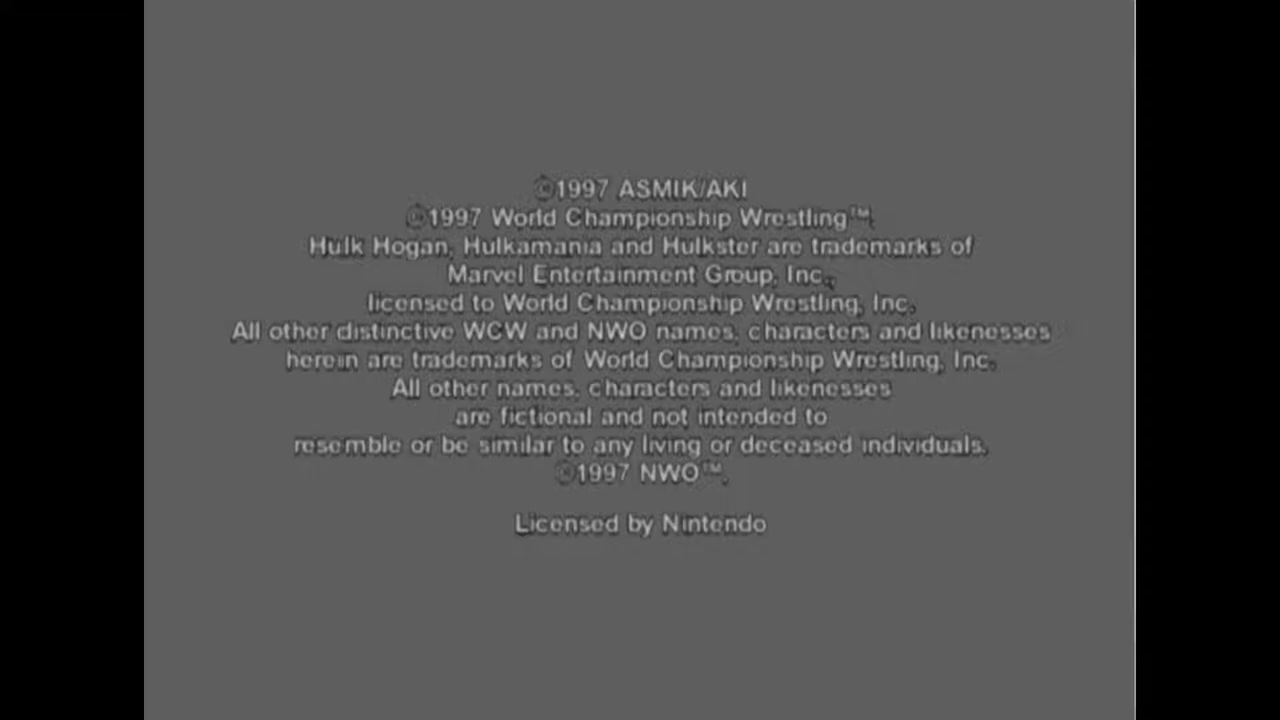 ©1997 ASMIK/AKI
©1997 World Championship Wrestling™.
Hulk Hogan, Hulkamania and Hulkster are trademarks of
Marvel Entertainment Group, Inc.,
licensed to World Championship Wrestling, Inc.
All other distinctive WCW and NWO names, characters and likenesses
herein are trademarks of World Championship Wrestling, Inc.
All other names, characters and likenesses
are fictional and not intended to
resemble or be similar to any living or deceased individuals.
©1997 NWO™.
Licensed by Nintendo